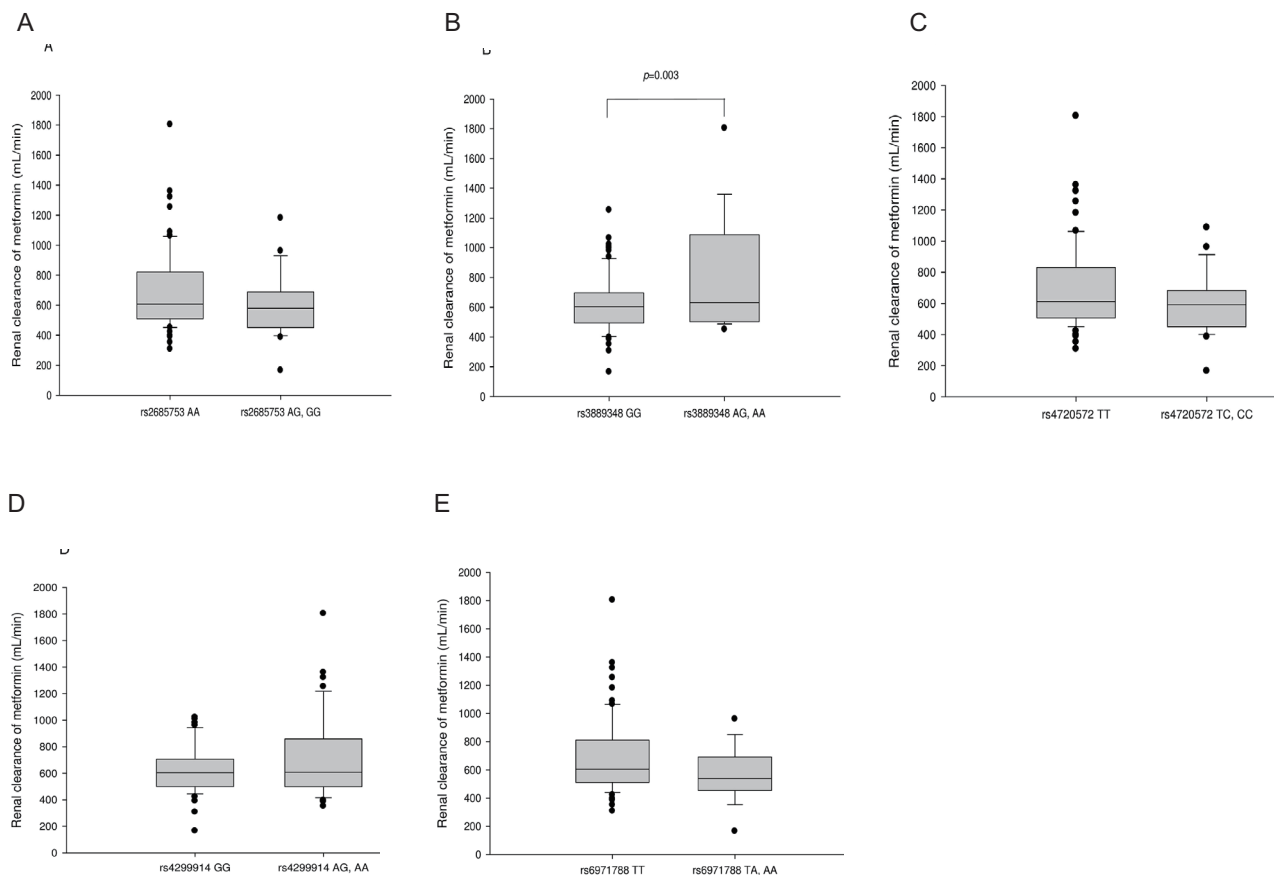 A
A
Renal clearance of metformin (mL/min)
2000
1800
1600
1400
1200
1000
800
600
400
200
0
rs2685753 AA
rs2685753 AG, GG
B
p=0.003
Renal clearance of metformin (mL/min)
2000
1800
1600
1400
1200
1000
800
600
400
200
0
rs3889348 GG
rs3889348 AG, AA
C
Renal clearance of metformin (mL/min)
2000
1800
1600
1400
1200
1000
800
600
400
200
0
rs4720572 TT
rs4720572 TC, CC
D
Renal clearance of metformin (mL/min)
2000
1800
1600
1400
1200
1000
800
600
400
200
0
rs4299914 GG
rs4299914 AG, AA
E
Renal clearance of metformin (mL/min)
2000
1800
1600
1400
1200
1000
800
600
400
200
0
rs6971788 TT
rs6971788 TA, AA